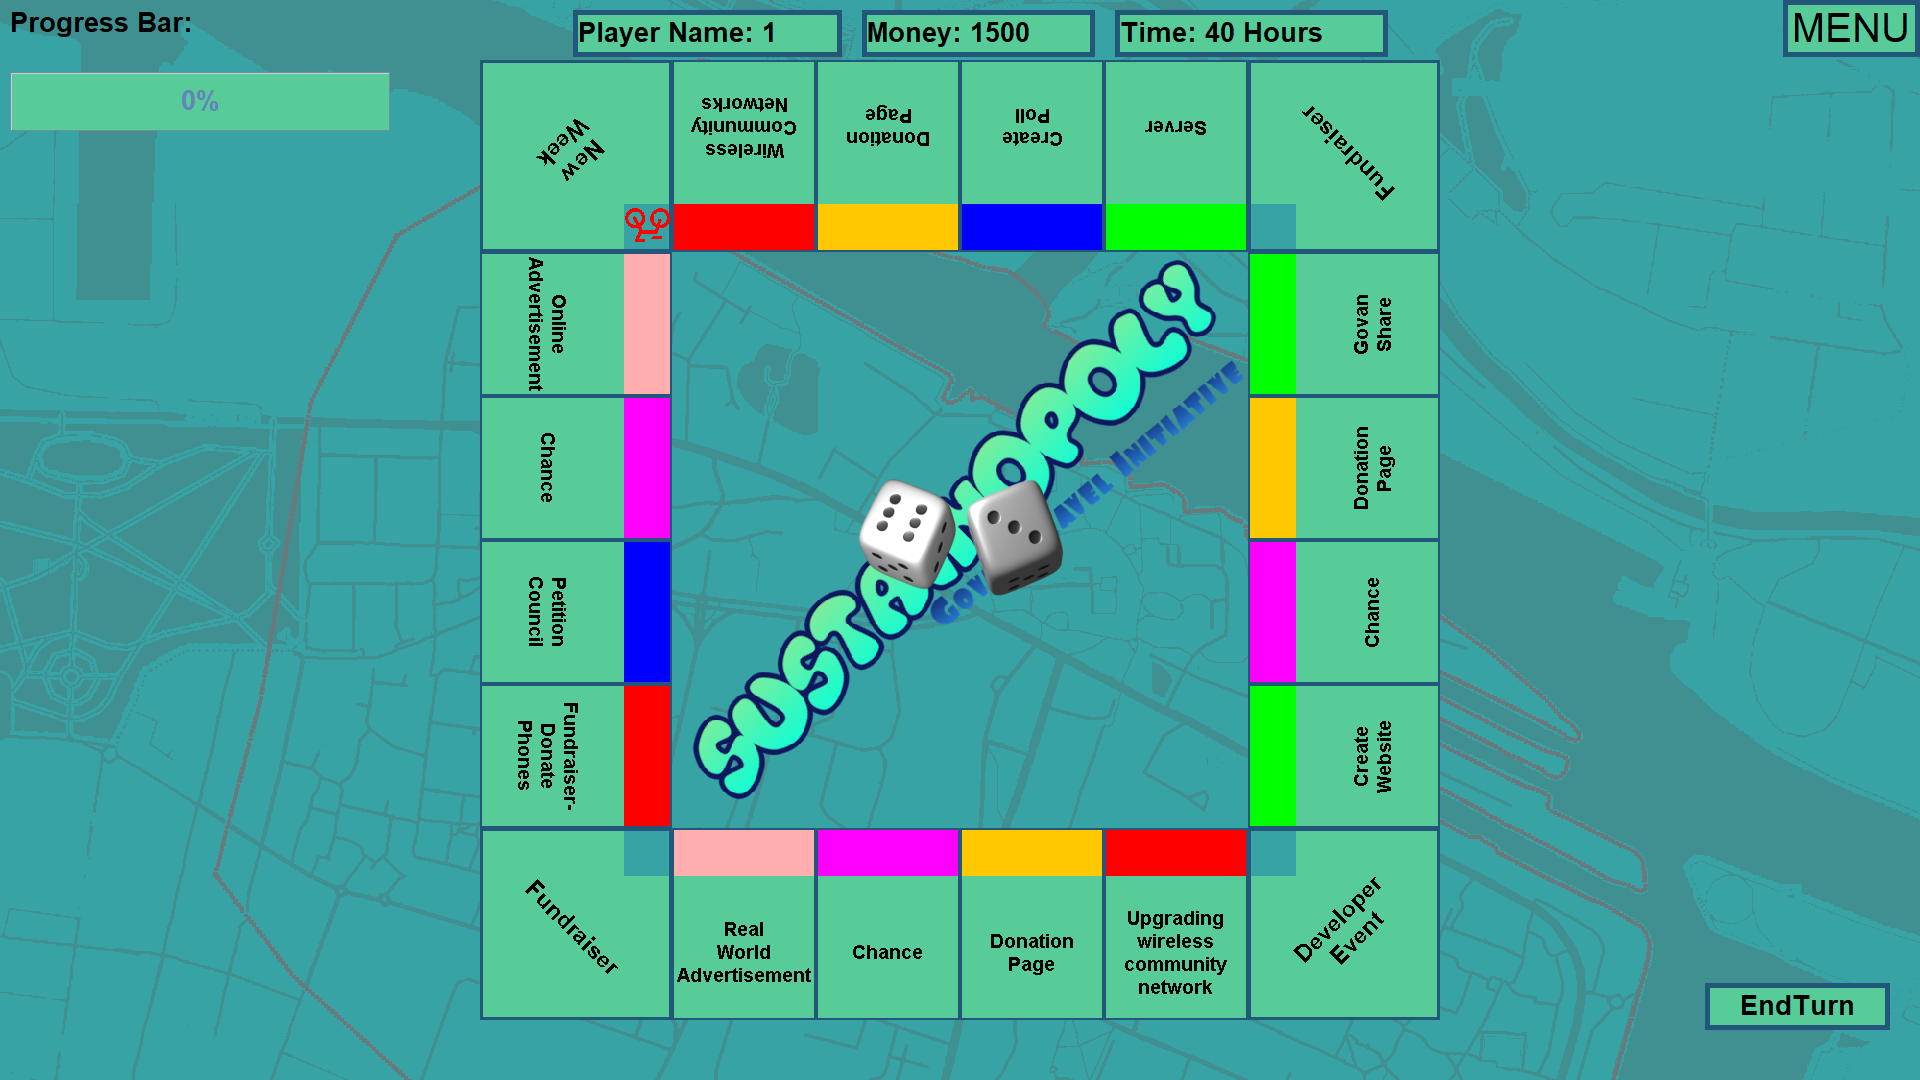 Progress Bar:
0%
Player Name: 1
Money: 1500
Time: 40 Hours
MENU
New
Week
Wireless
Community
Networks
Donation
Page
Create
Poll
Server
Fundraiser
Online
Advertisement
Chance
Petition
Council
Fundraiser-
Donate
Phones
Govan
Share
Donation
Page
Chance
Create
Website
Initiative
Fundraiser
Real
World
Advertisement
Chance
Donation
Page
Upgrading
wireless
community
network
Developer
Event
EndTurn